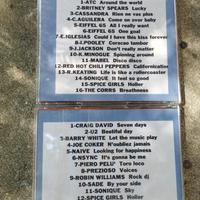 1-ATC Around the world
2-BRITNEY SPEARS Lucky
3-CASSANDRA Rien ne vas plus
4-C.AGUILERA Come on over baby
5-EIFFEL 65 All I really want
6-EIFFEL 65 One goal
7-E.IGLESIAS Could I have this kiss forever
8-J.POOLEY Coracao tambor
9-J.JACKSON Don't really matter
10-K.MINOGUE Spinning around
11-MABEL Disco disco
12-RED HOT CHILI PEPPERS Californication
13-R.KEATING Life is like a rollercoaster
14-SONIQUE It feel so good
15-SPICE GIRLS Holler
16-THE CORRS Breathness
1-CRAIG DAVID Seven days
2-U2 Beatiful day
3-BARRY WHITE Let the music play
4-JOE COKER N'oubliez jamais
5-NAIVE Looking for happiness
6-NSYNC It's gonna be me
7-PIERO PELU' Toro loco
8-PREZIOSO Voices
9-ROBIN WILLIAMS Rock dj
10-SADE By your side
11-SONIQUE Sky
12-SPICE GIRLS Holler